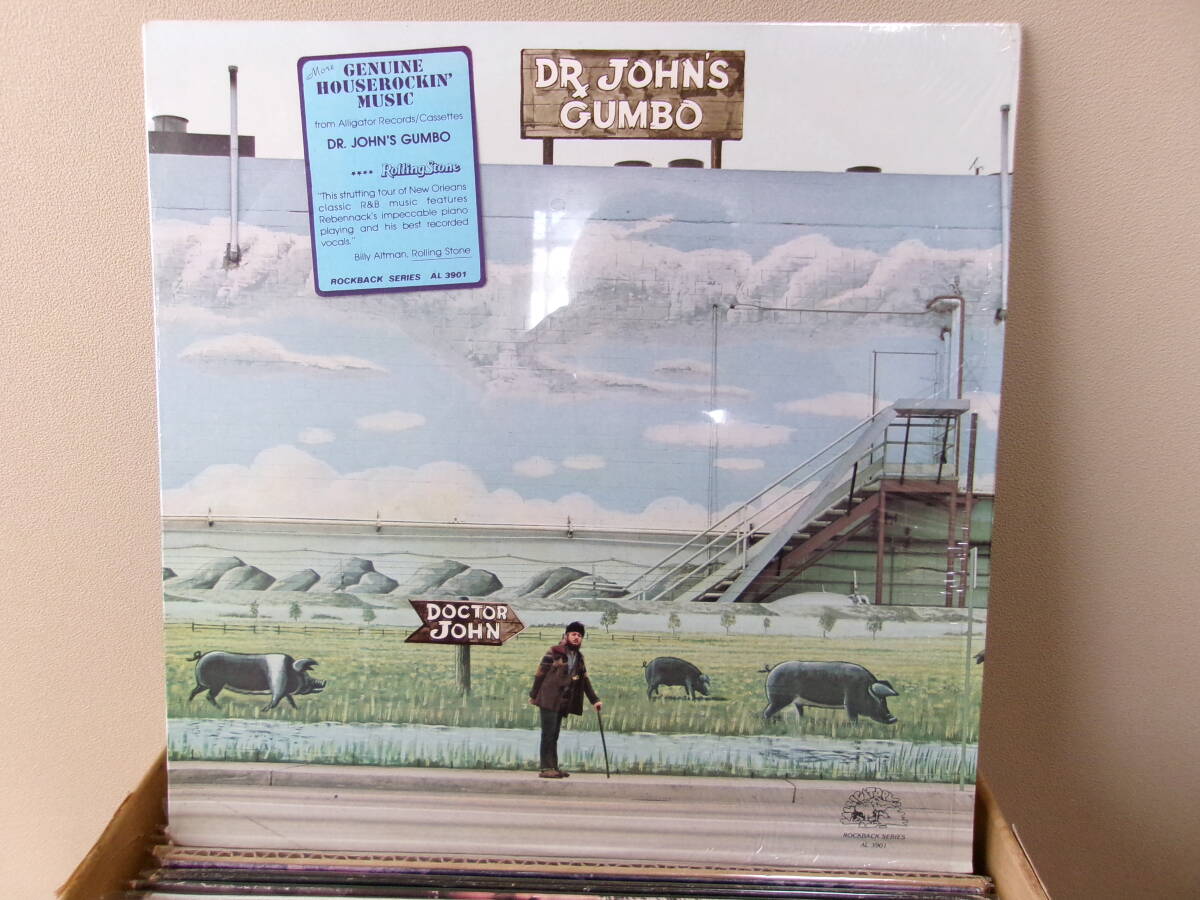 More GENUINE
HOUSEROCKIN'
MUSIC
from Alligator Records/Cassettes
DR. JOHN'S GUMBO
**** RollingStone
"This strutting tour of New Orleans
classic R&B music features
Rebennack's impeccable piano
playing and his best recorded
vocals."
Billy Altman, Rolling Stone
ROCKBACK SERIES AL 3901
DR. JOHN'S
GUMBO
DOCTOR
JOHN
ROCKBACK SERIES
AL 3901